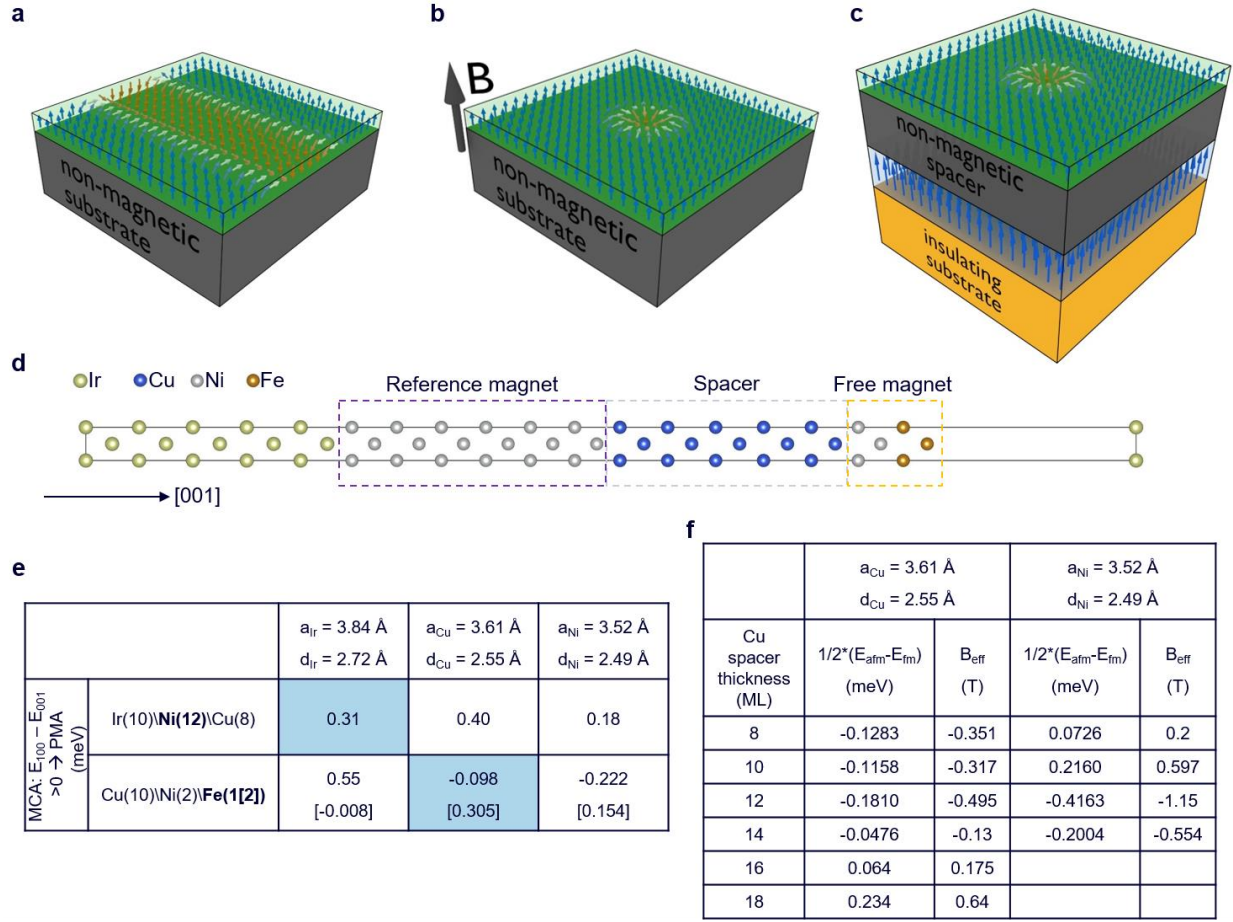 a
b
c
B
non-magnetic
substrate
non-magnetic
substrate
non-magnetic
spacer
insulating
substrate
d
Ir Cu Ni Fe
Reference magnet Spacer Free magnet
[001]
e
a_Ir = 3.84 Å a_Cu = 3.61 Å a_Ni = 3.52 Å
d_Ir = 2.72 Å d_Cu = 2.55 Å d_Ni = 2.49 Å
MCA: E₁₀₀ – E₀₀₁
>0 → PMA
(meV)
Ir(10)\Ni(12)\Cu(8) 0.31 0.40 0.18
Cu(10)\Ni(2)\Fe(1[2]) 0.55 -0.098 -0.222
[-0.008] [0.305] [0.154]
f
a_Cu = 3.61 Å a_Ni = 3.52 Å
d_Cu = 2.55 Å d_Ni = 2.49 Å
Cu
spacer
thickness
(ML)
1/2*(E_afm-E_fm) B_eff 1/2*(E_afm-E_fm) B_eff
(meV) (T) (meV) (T)
8 -0.1283 -0.351 0.0726 0.2
10 -0.1158 -0.317 0.2160 0.597
12 -0.1810 -0.495 -0.4163 -1.15
14 -0.0476 -0.13 -0.2004 -0.554
16 0.064 0.175
18 0.234 0.64